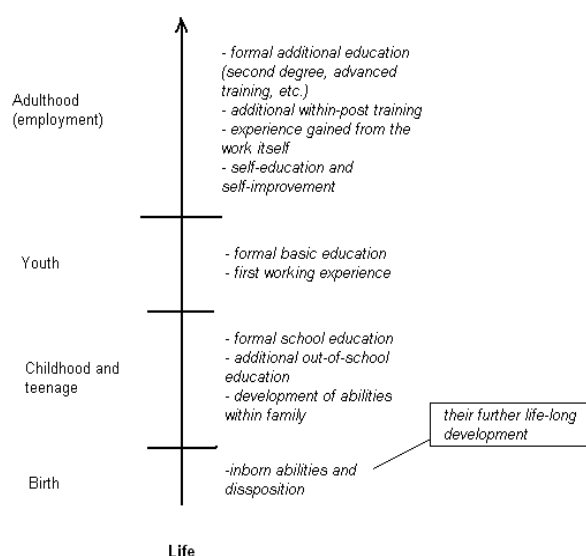 Adulthood
(employment)
- formal additional education
(second degree, advanced
training, etc.)
- additional within-post training
- experience gained from the
work itself
- self-education and
self-improvement
Youth
- formal basic education
- first working experience
Childhood and
teenage
- formal school education
- additional out-of-school
education
- development of abilities
within family
their further life-long
development
Birth
-inborn abilities and
dissposition
Life